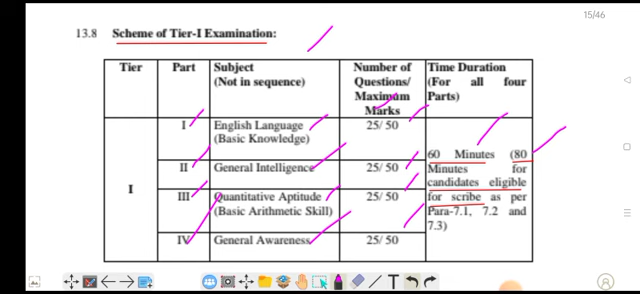 15/46
13.8 Scheme of Tier-I Examination:
Tier Part Subject (Not in sequence) Number of Questions/ Maximum Marks Time Duration (For all four Parts)
I
I English Language (Basic Knowledge) 25/ 50
II General Intelligence 25/ 50
III Quantitative Aptitude (Basic Arithmetic Skill) 25/ 50
IV General Awareness 25/ 50
60 Minutes (80
Minutes for
candidates eligible
for scribe as per
Para-7.1, 7.2 and
7.3)
T